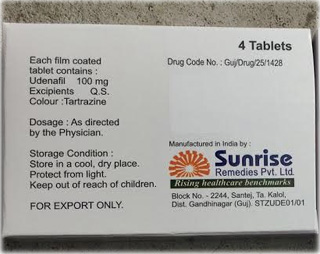 4 Tablets
Each film coated
tablet contains :
Udenafil 100 mg
Excipients Q.S.
Colour :Tartrazine
Drug Code No. : Guj/Drug/25/1428
Dosage : As directed
by the Physician.
Storage Condition :
Store in a cool, dry place.
Protect from light.
Keep out of reach of children.
FOR EXPORT ONLY.
Manufactured in India by :
Sunrise
Remedies Pvt. Ltd.
Rising healthcare benchmarks
Block No. - 2244, Santej, Ta. Kalol,
Dist. Gandhinagar (Guj). STZUDE01/01